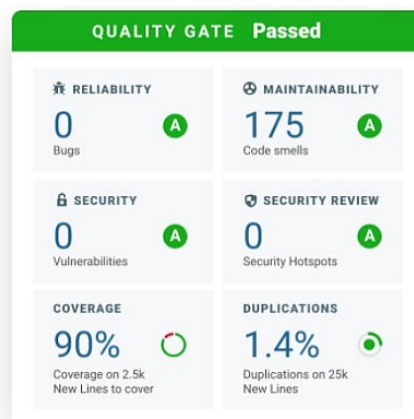 QUALITY GATE Passed
RELIABILITY
0
A
Bugs
MAINTAINABILITY
175
A
Code smells
SECURITY
0
A
Vulnerabilities
SECURITY REVIEW
0
A
Security Hotspots
COVERAGE
90%
Coverage on 2.5k
New Lines to cover
DUPLICATIONS
1.4%
Duplications on 25k
New Lines